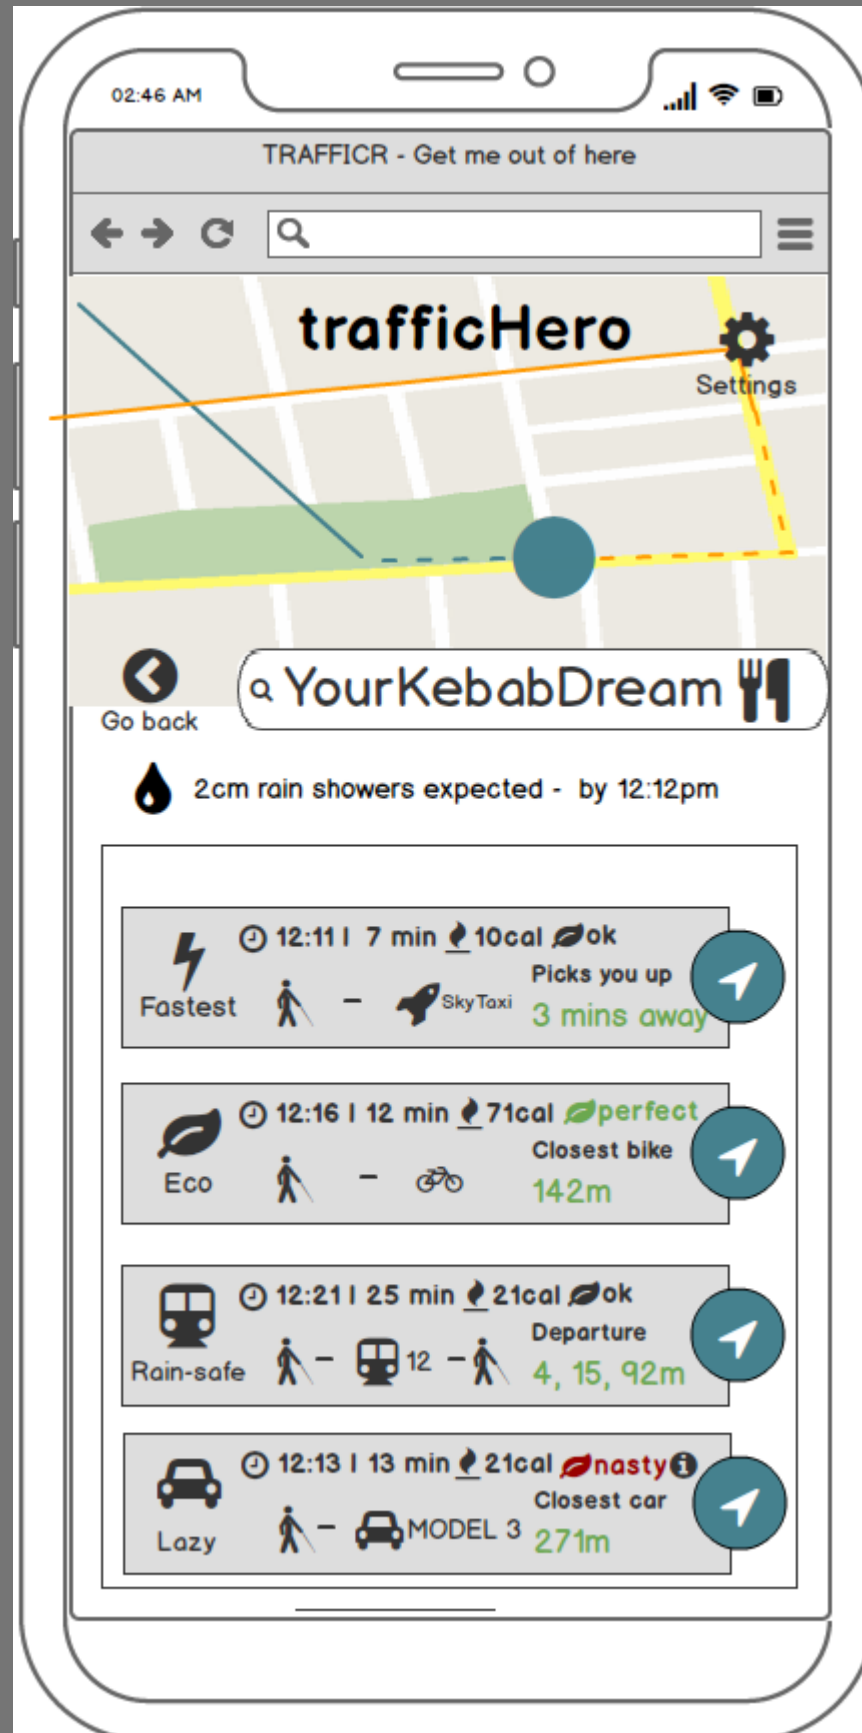 02:46 AM
TRAFFICR - Get me out of here
trafficHero
Settings
Go back
YourKebabDream
2cm rain showers expected - by 12:12pm
12:11 | 7 min 10cal ok
Picks you up
Fastest - SkyTaxi 3 mins away
12:16 | 12 min 71cal perfect
Closest bike
Eco - 142m
12:21 | 25 min 21cal ok
Departure
Rain-safe - 12 - 4, 15, 92m
12:13 | 13 min 21cal nasty
Closest car
Lazy - MODEL 3 271m